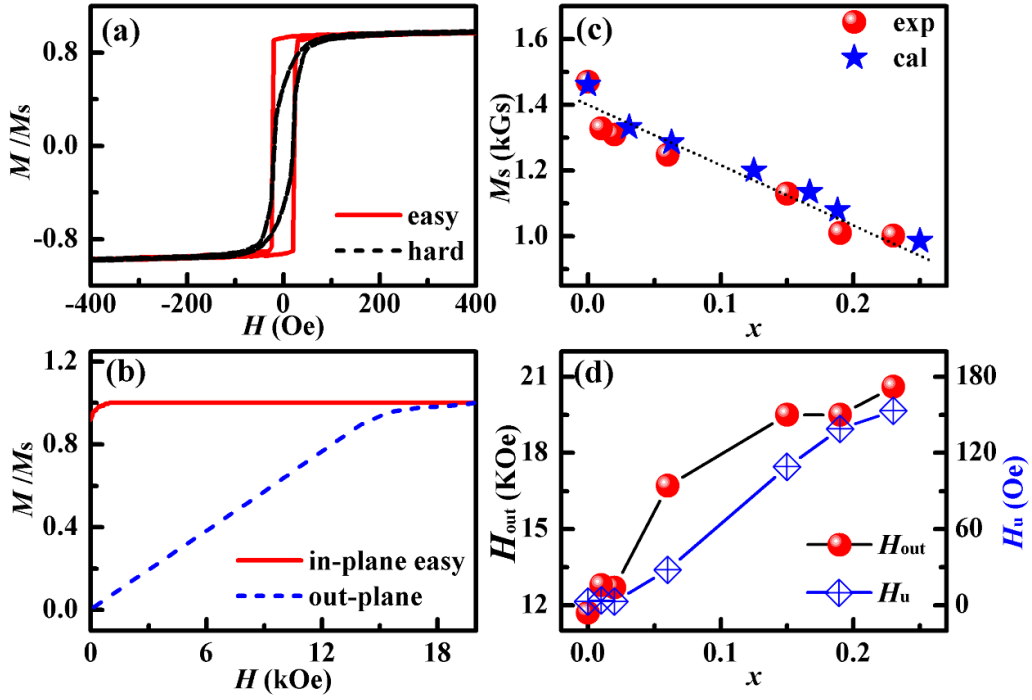 (a)
M /Ms
0.8
0.0
-0.8
easy
hard
-400 -200 0 200 400
H (Oe)
(c)
exp
cal
Ms (kGs)
1.6
1.4
1.2
1.0
0.0 0.1 0.2
x
(b)
M /Ms
1.2
0.8
0.4
0.0
in-plane easy
out-plane
0 6 12 18
H (kOe)
(d)
Hout (KOe)
21
18
15
12
Hout
Hu
180
120
60
0
Hu (Oe)
0.0 0.1 0.2
x